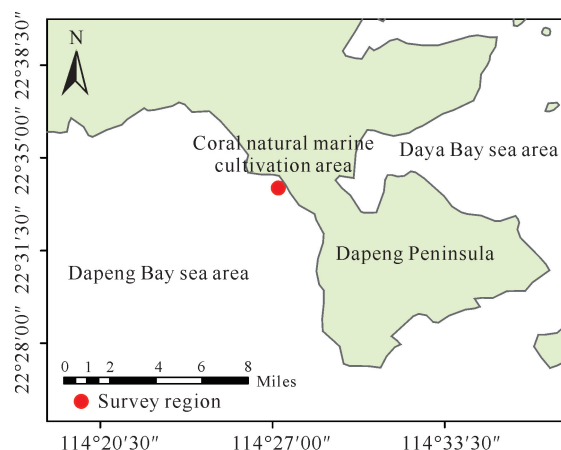 22°38′30″
22°35′00″
22°31′30″
22°28′00″
N
Coral natural marine
cultivation area
Daya Bay sea area
Dapeng Peninsula
Dapeng Bay sea area
0 1 2 4 6 8
Miles
Survey region
114°20′30″ 114°27′00″ 114°33′30″